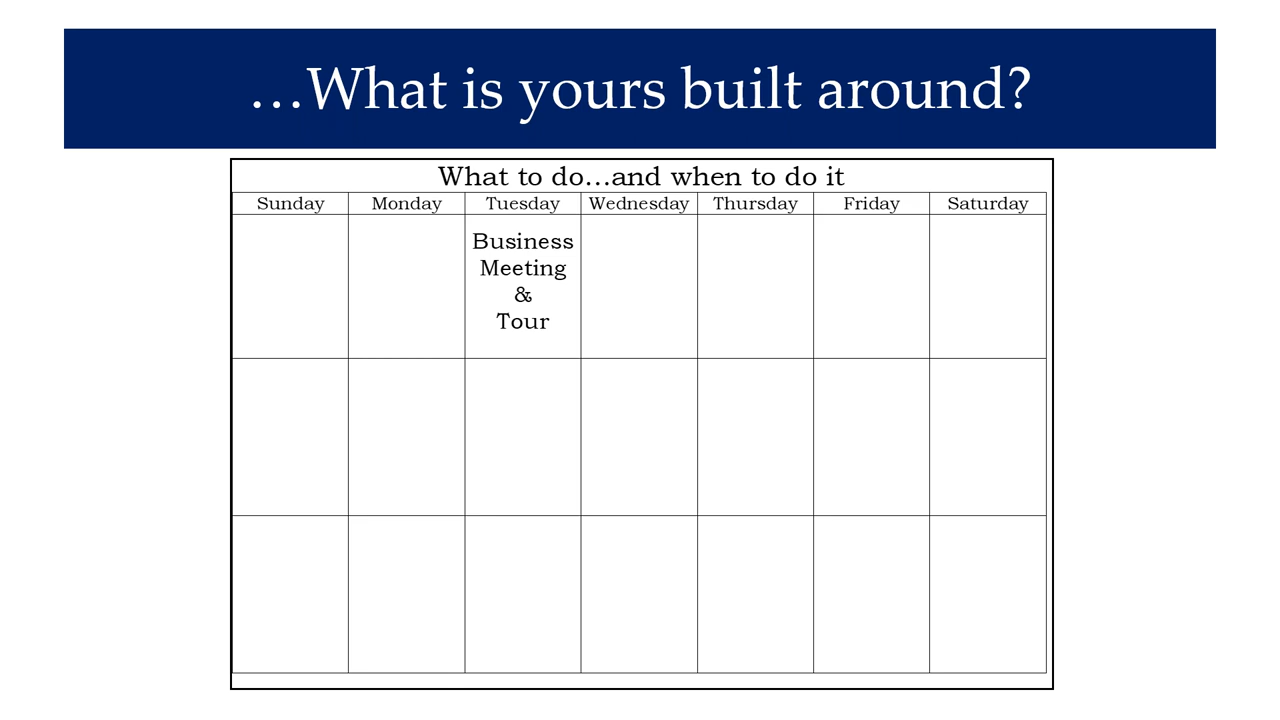 …What is yours built around?
What to do…and when to do it
Sunday Monday Tuesday Wednesday Thursday Friday Saturday
Business
Meeting
&
Tour